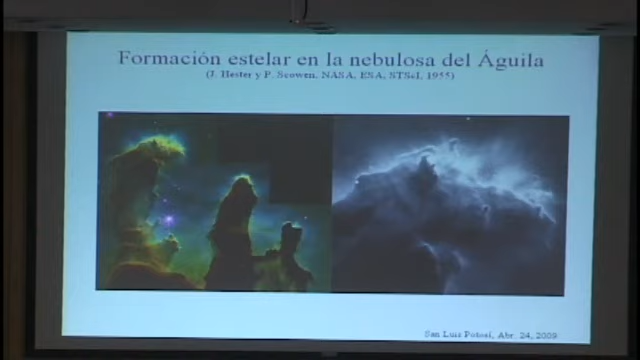 Formación estelar en la nebulosa del Águila
(J. Hester y P. Scowen, NASA, ESA, STScI, 1955)
San Luis Potosí, Abr. 24, 2009